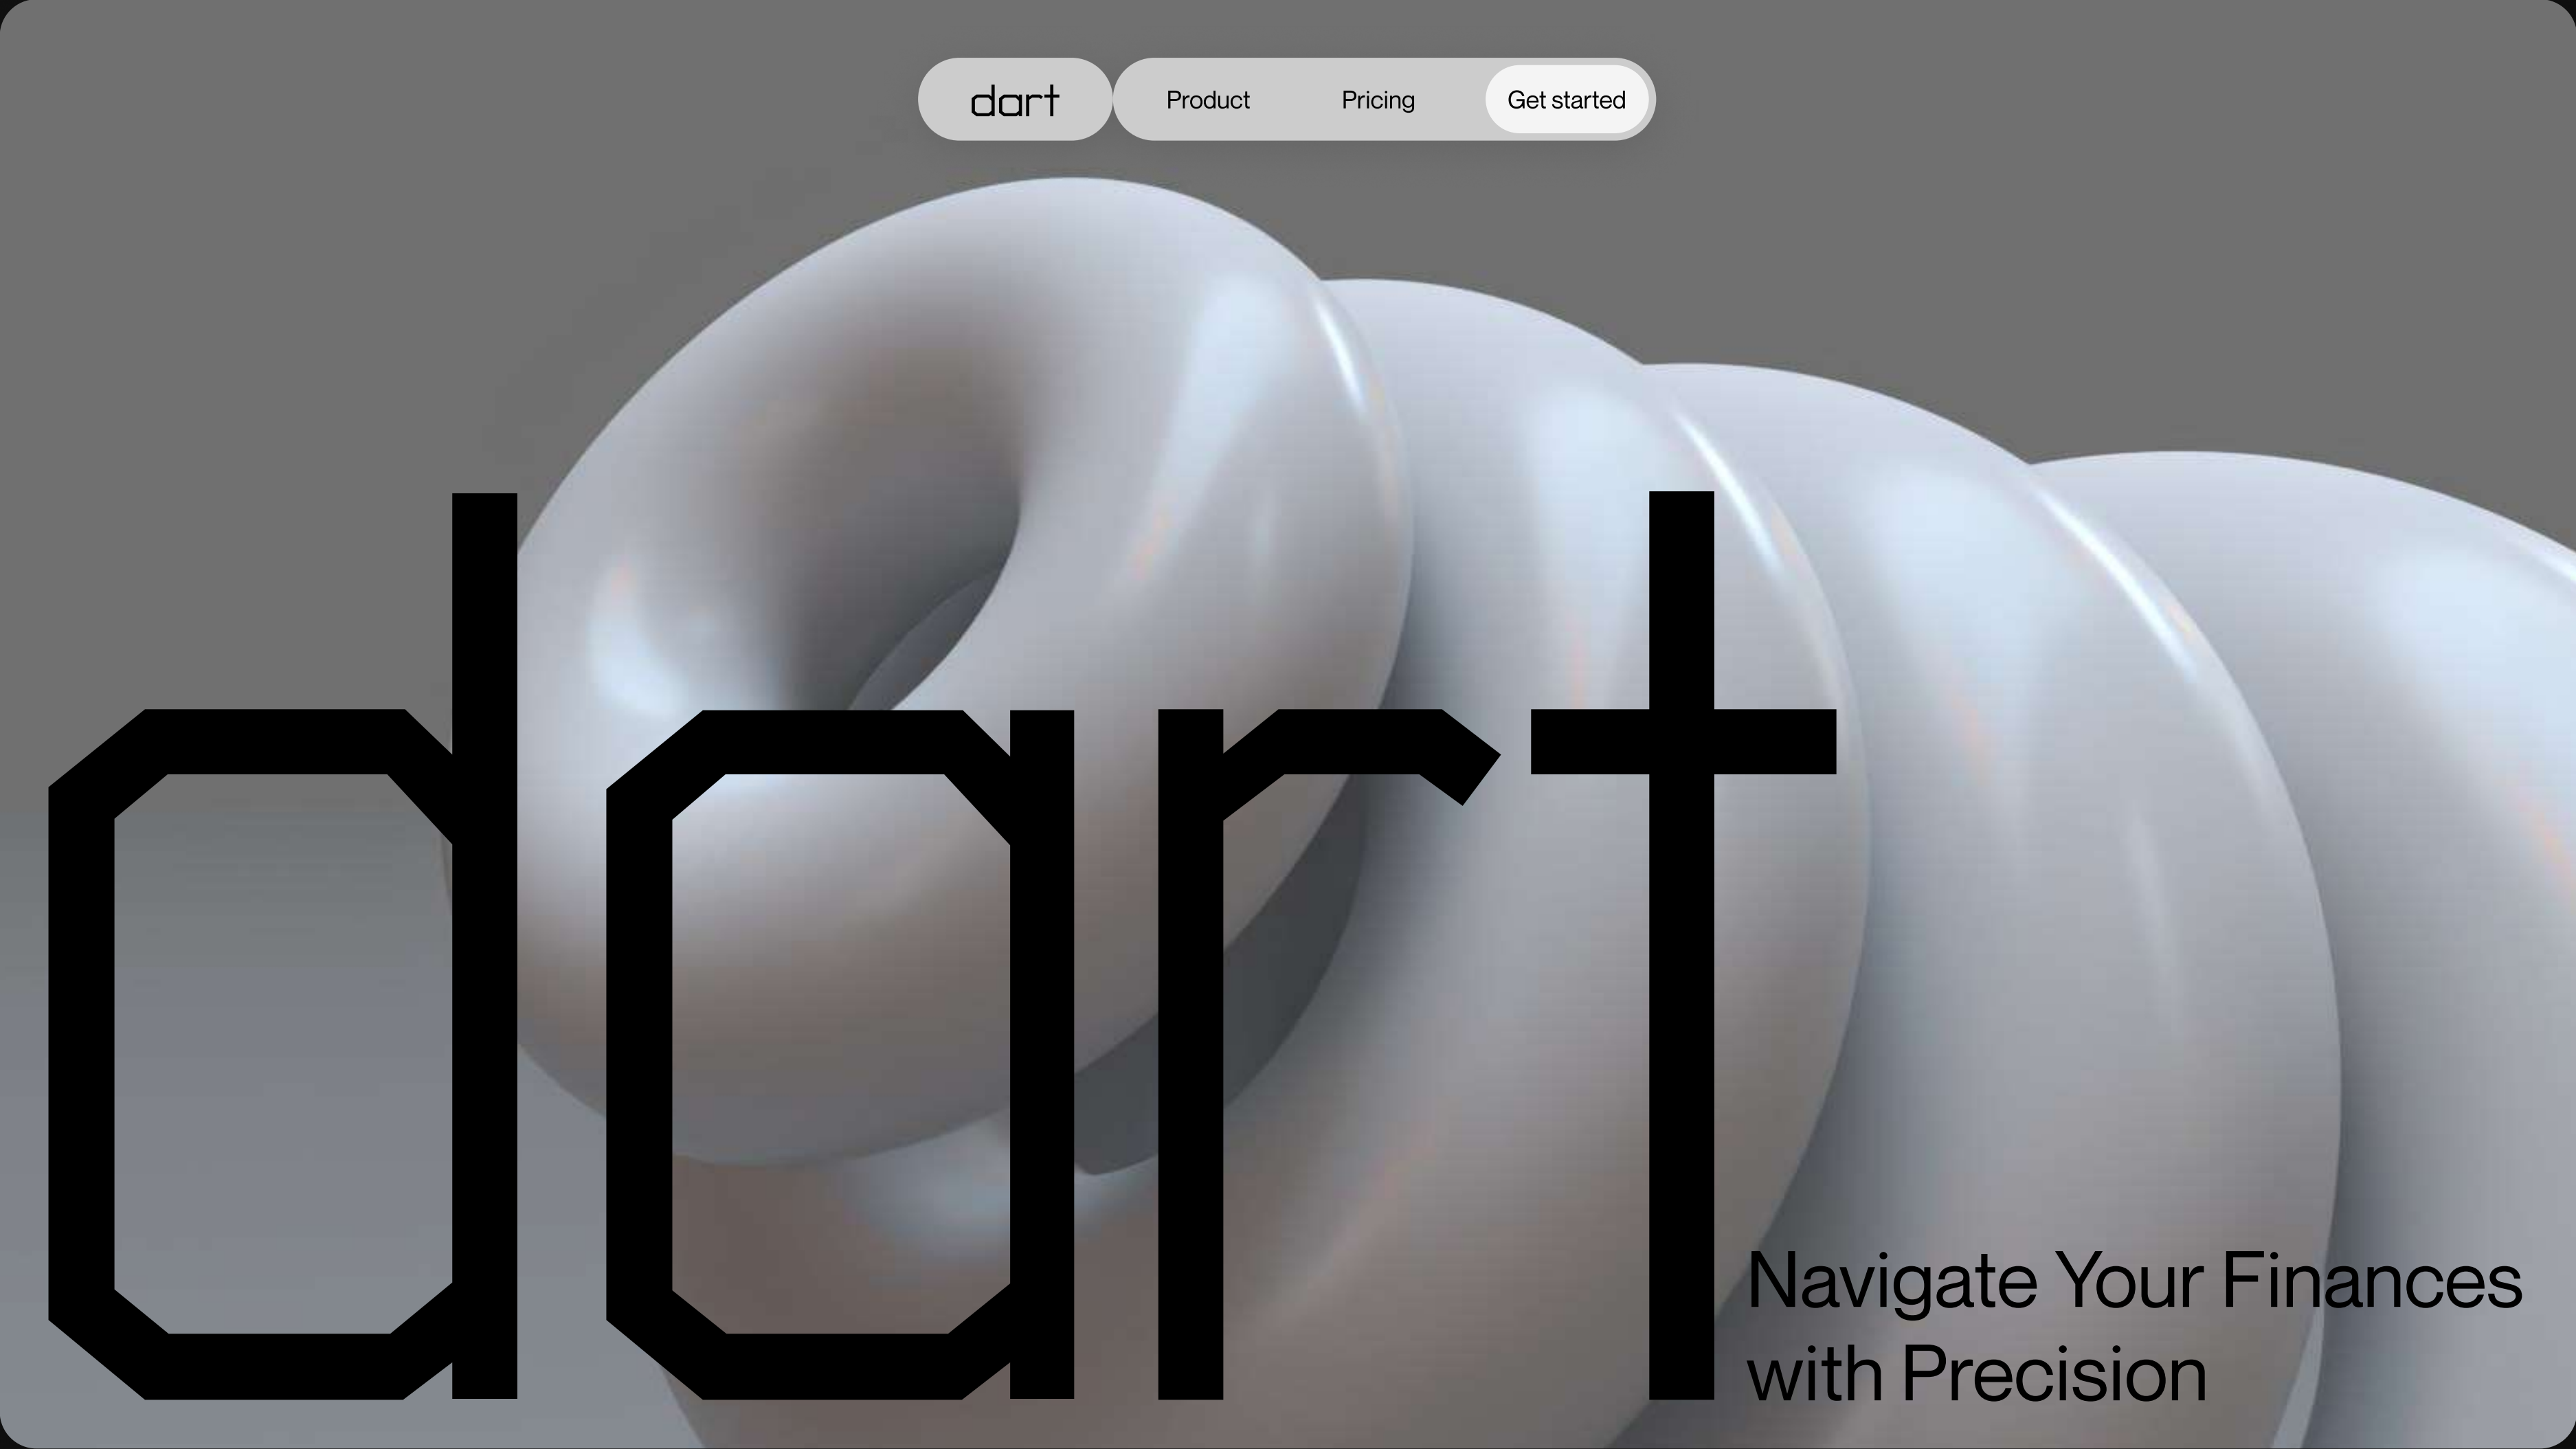 dart
Product
Pricing
Get started
dart
Navigate Your Finances
with Precision